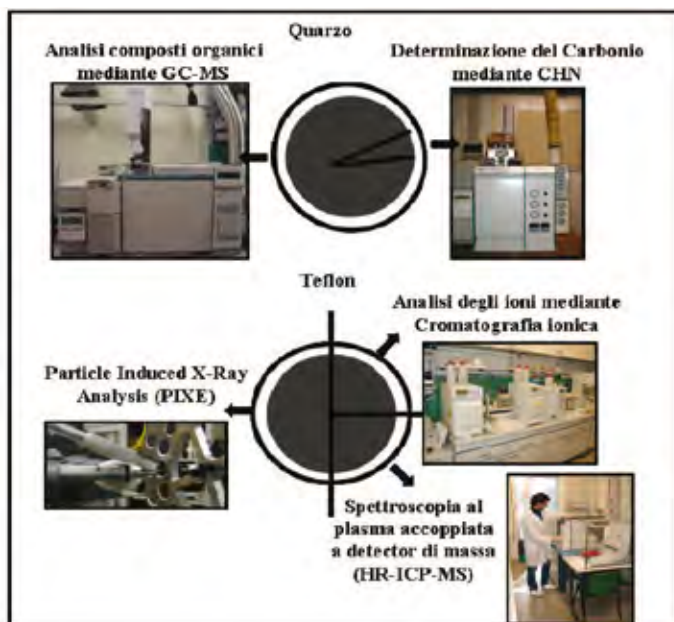 Quarzo
Analisi composti organici
mediante GC-MS
Determinazione del Carbonio
mediante CHN
Teflon
Analisi degli ioni mediante
Cromatografia ionica
Particle Induced X-Ray
Analysis (PIXE)
Spettroscopia al
plasma accoppiata
a detector di massa
(HR-ICP-MS)